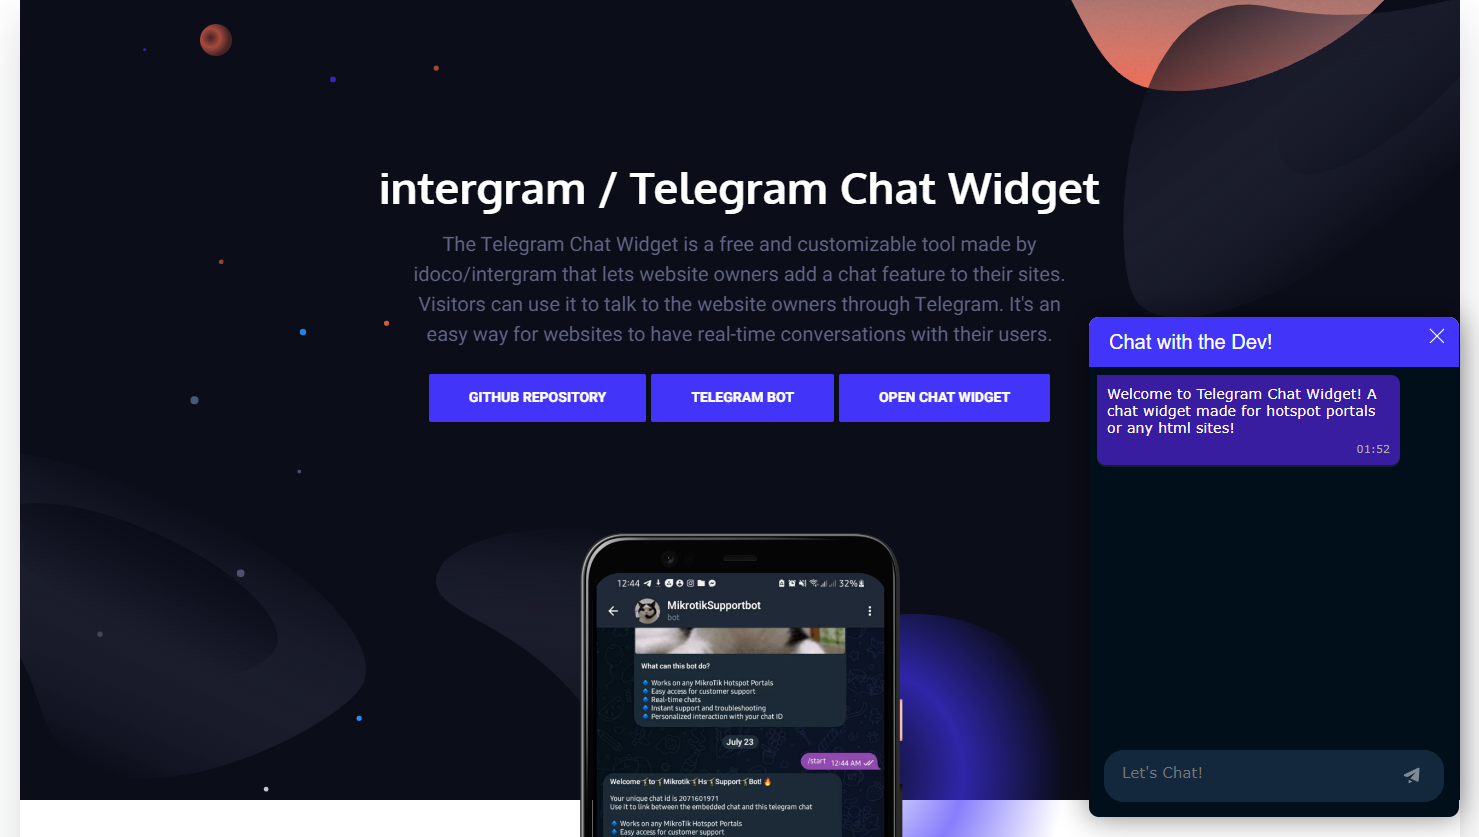 intergram / Telegram Chat Widget
The Telegram Chat Widget is a free and customizable tool made by
idoco/intergram that lets website owners add a chat feature to their sites.
Visitors can use it to talk to the website owners through Telegram. It's an
easy way for websites to have real-time conversations with their users.
GITHUB REPOSITORY
TELEGRAM BOT
OPEN CHAT WIDGET
Chat with the Dev!
Welcome to Telegram Chat Widget! A
chat widget made for hotspot portals
or any html sites!
01:52
Let's Chat!
12:44
32%
MikrotikSupportbot
bot
What can this bot do?
Works on any MikroTik Hotspot Portals
Easy access for customer support
Real-time chats
Instant support and troubleshooting
Personalized interaction with your chat ID
July 23
/start 12:44 AM
Welcome to Mikrotik Hs Support Bot!
Your unique chat Id is 2071601971
Use it to link between the embedded chat and this telegram chat
Works on any MikroTik Hotspot Portals
Easy access for customer support